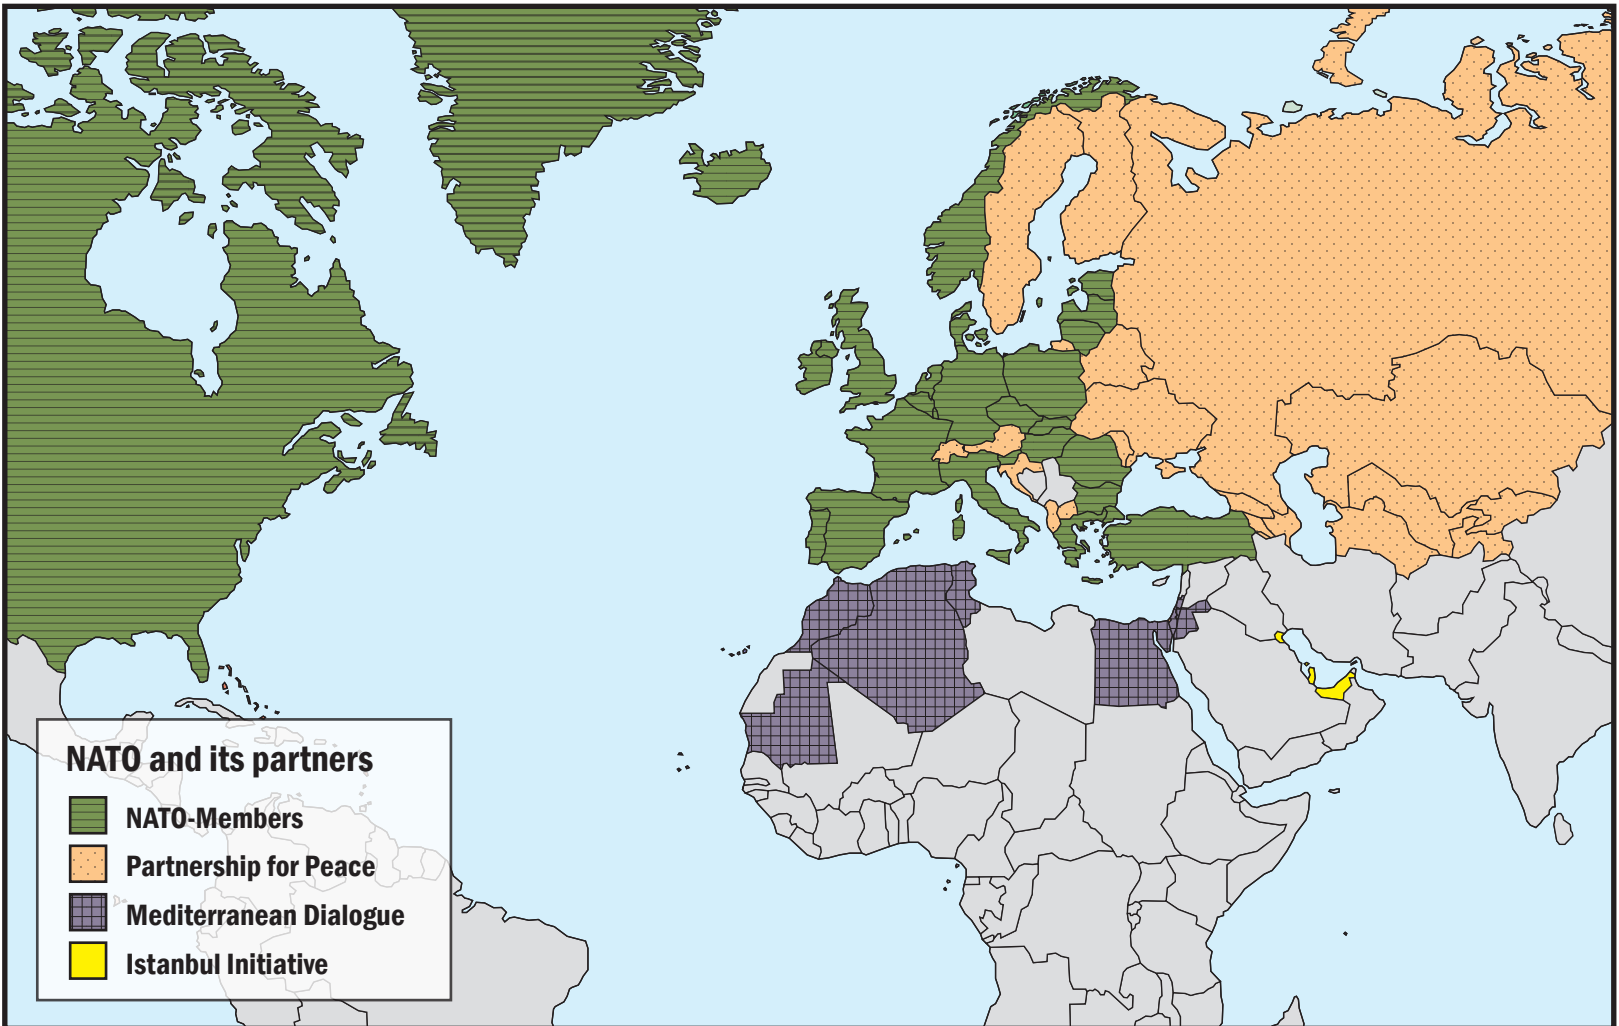 NATO and its partners
NATO-Members
Partnership for Peace
Mediterranean Dialogue
Istanbul Initiative